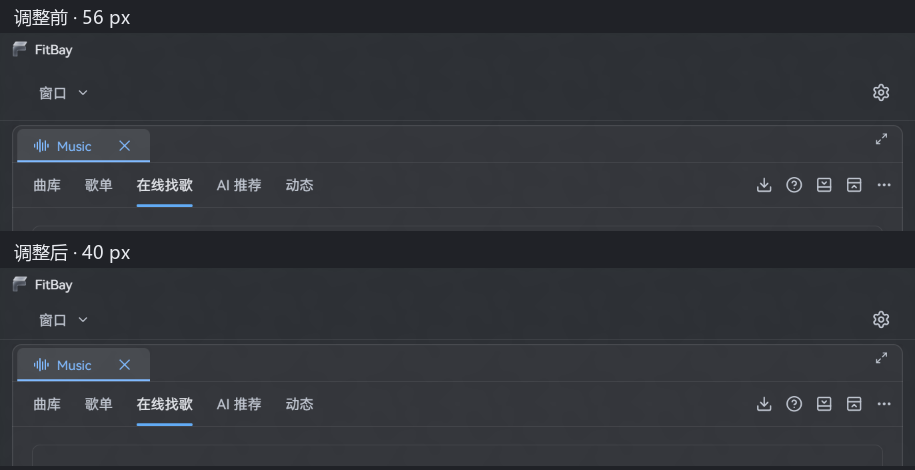 调整前 · 56 px
FitBay
窗口
Music
曲库 歌单 在线找歌 AI 推荐 动态
调整后 · 40 px
FitBay
窗口
Music
曲库 歌单 在线找歌 AI 推荐 动态